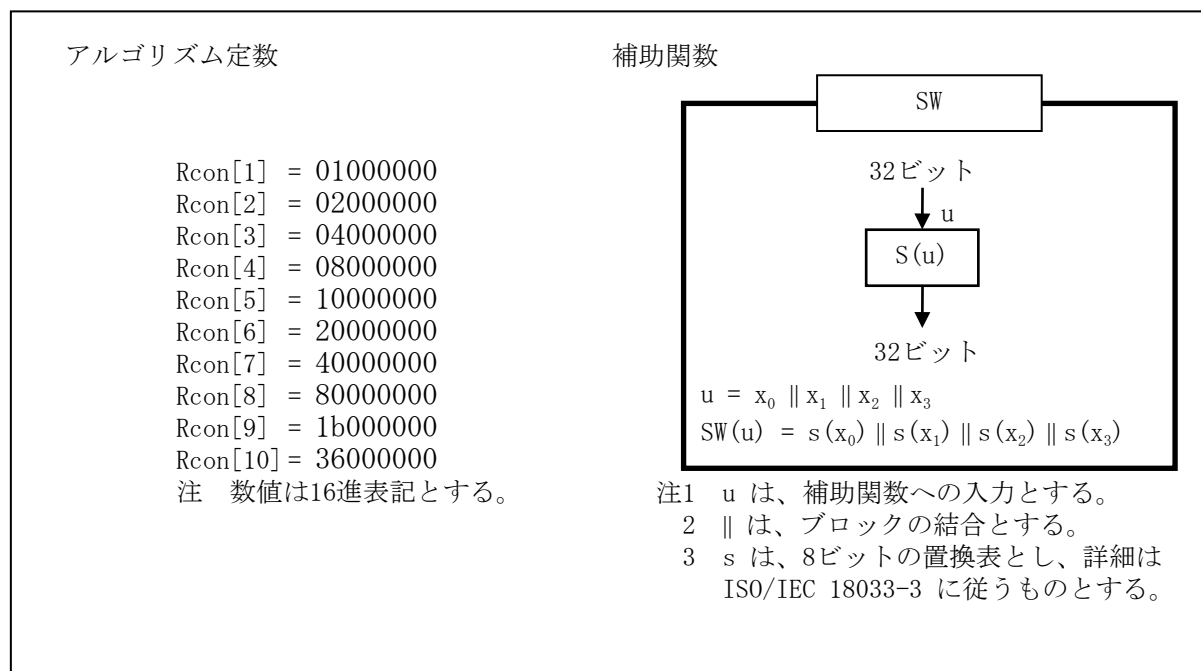 アルゴリズム定数
Rcon[1] = 01000000
Rcon[2] = 02000000
Rcon[3] = 04000000
Rcon[4] = 08000000
Rcon[5] = 10000000
Rcon[6] = 20000000
Rcon[7] = 40000000
Rcon[8] = 80000000
Rcon[9] = 1b000000
Rcon[10]= 36000000
注 数値は16進表記とする。
補助関数
SW
32ビット
u
S(u)
32ビット
u = x₀ ‖ x₁ ‖ x₂ ‖ x₃
SW(u) = s(x₀) ‖ s(x₁) ‖ s(x₂) ‖ s(x₃)
注1 u は、補助関数への入力とする。
2 ‖ は、ブロックの結合とする。
3 s は、8ビットの置換表とし、詳細は
ISO/IEC 18033-3 に従うものとする。